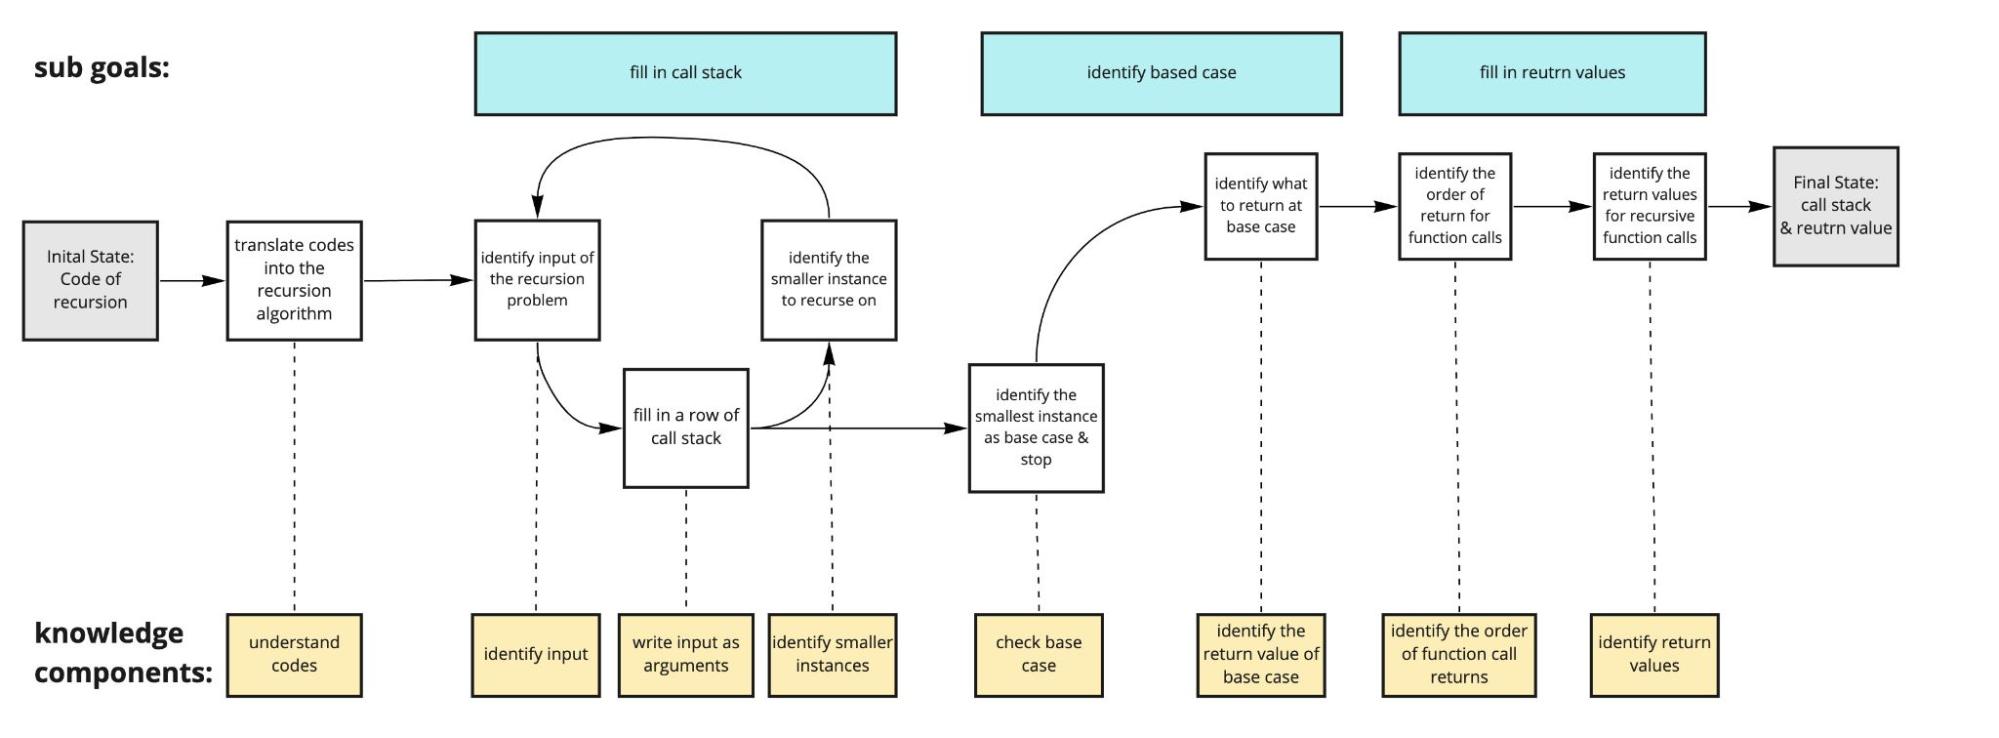 sub goals:
fill in call stack
identify based case
fill in reutrn values
Inital State:
Code of
recursion
translate codes
into the
recursion
algorithm
identify input of
the recursion
problem
fill in a row of
call stack
identify the
smaller instance
to recurse on
identify the
smallest instance
as base case &
stop
identify what
to return at
base case
identify the
order of
return for
function calls
identify the
return values
for recursive
function calls
Final State:
call stack
& reutrn value
knowledge
components:
understand
codes
identify input
write input as
arguments
identify smaller
instances
check base
case
identify the
return value of
base case
identify the order
of function call
returns
identify return
values